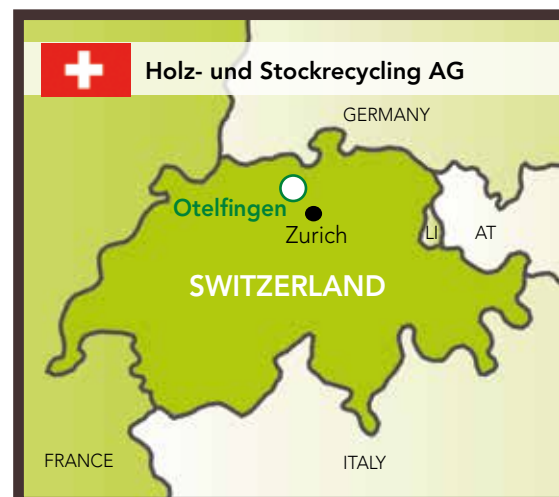 Holz- und Stockrecycling AG
GERMANY
Otelfingen
Zurich
LI
AT
SWITZERLAND
FRANCE
ITALY